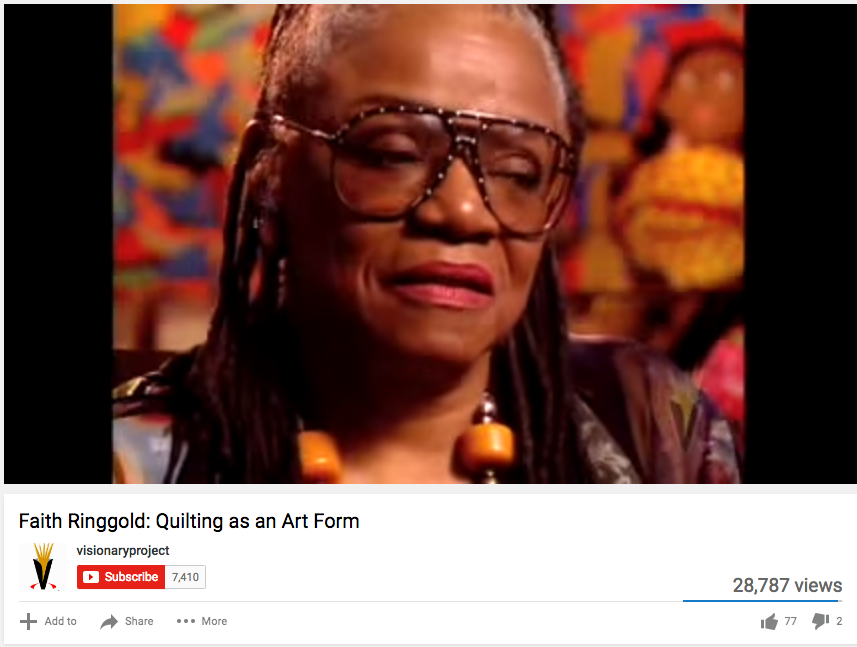 Faith Ringgold: Quilting as an Art Form
visionaryproject
Subscribe 7,410
28,787 views
Add to Share More 77 2